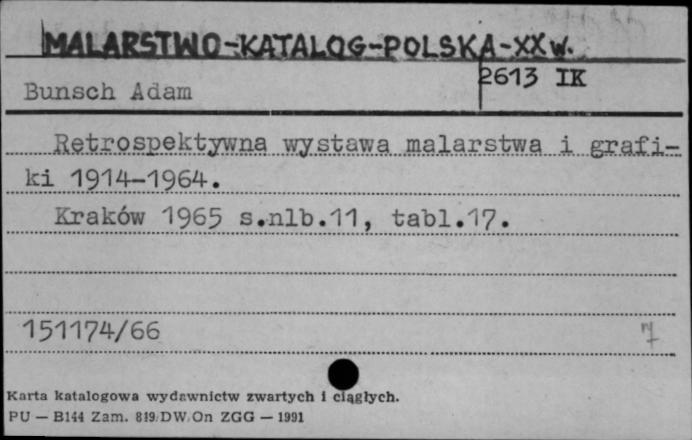 MALARSTWO-KATALOG-POLSKA-XXw.
2613 IK
Bunsch Adam
Retrospektywna wystawa malarstwa i grafi-
ki 1914-1964.
Kraków 1965 s.nlb.11, tabl.17.
151174/66
7
Karta katalogowa wydawnictw zwartych i ciągłych.
PU — B144 Zam. 819/DW/On ZGG — 1991